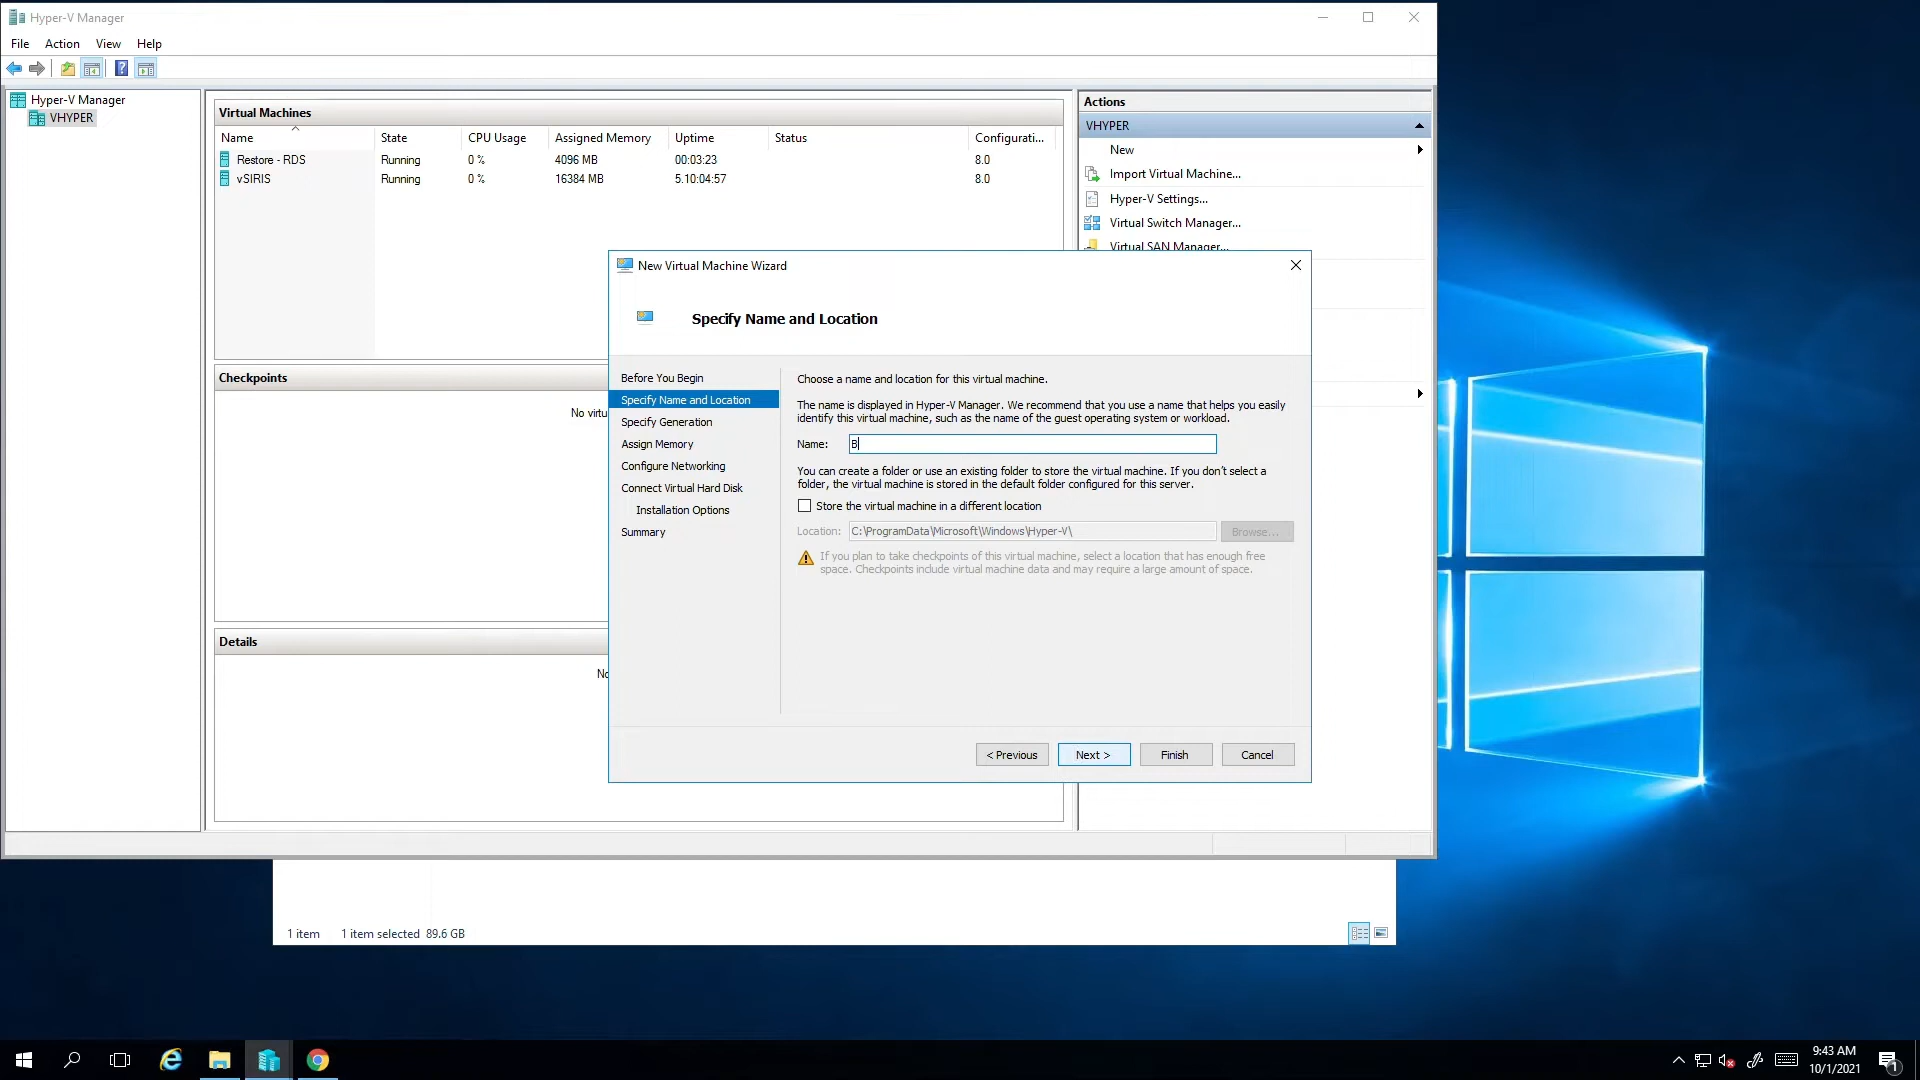 Hyper-V Manager
File Action View Help
Hyper-V Manager
VHYPER
Virtual Machines
Name State CPU Usage Assigned Memory Uptime Status Configurati...
Restore - RDS Running 0 % 4096 MB 00:03:23 8.0
vSIRIS Running 0 % 16384 MB 5.10:04:57 8.0
Checkpoints
No virtu
Details
No
Actions
VHYPER
New
Import Virtual Machine...
Hyper-V Settings...
Virtual Switch Manager...
Virtual SAN Manager...
New Virtual Machine Wizard
Specify Name and Location
Before You Begin
Specify Name and Location
Specify Generation
Assign Memory
Configure Networking
Connect Virtual Hard Disk
Installation Options
Summary
Choose a name and location for this virtual machine.
The name is displayed in Hyper-V Manager. We recommend that you use a name that helps you easily
identify this virtual machine, such as the name of the guest operating system or workload.
Name: B
You can create a folder or use an existing folder to store the virtual machine. If you don't select a
folder, the virtual machine is stored in the default folder configured for this server.
Store the virtual machine in a different location
Location: C:\ProgramData\Microsoft\Windows\Hyper-V\ Browse...
If you plan to take checkpoints of this virtual machine, select a location that has enough free
space. Checkpoints include virtual machine data and may require a large amount of space.
< Previous Next > Finish Cancel
1 item 1 item selected 89.6 GB
9:43 AM
10/1/2021
1